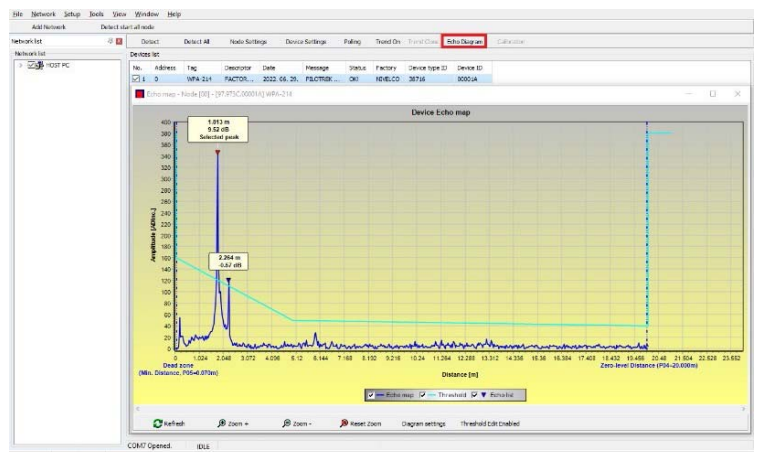 File Network Setup Tools View Window Help
Add Network Detect start all node
Network list
Network list
HOST PC
Detect Detect All Node Settings Device Settings Polling Trend On Trend Close Echo Diagram Calibration
Devices list
No. Address Tag Descriptor Date Message Status Factory Device type ID Device ID
1 0 WPA-214 FACTOR... 2022. 06. 29. PILOTREK ... OK! NIVELCO 38716 00001A
Echo map - Node [00] - [97.975C.00001A] WPA-214
Device Echo map
1.813 m
9.52 dB
Selected peak
2.264 m
-0.57 dB
Amplitude [ADInc.]
400
380
360
340
320
300
280
260
240
220
200
180
160
140
120
100
80
60
40
20
0
0 1.024 2.048 3.072 4.096 5.12 6.144 7.168 8.192 9.216 10.24 11.264 12.288 13.312 14.336 15.36 16.384 17.408 18.432 19.456 20.48 21.504 22.528 23.552
Dead zone
(Min. Distance, P05=0.070m)
Distance [m]
Zero-level Distance (P04=20.030m)
Echo map Threshold Echo list
Refresh Zoom + Zoom - Reset Zoom Diagram settings Threshold Edit Enabled
COM7 Opened. IDLE